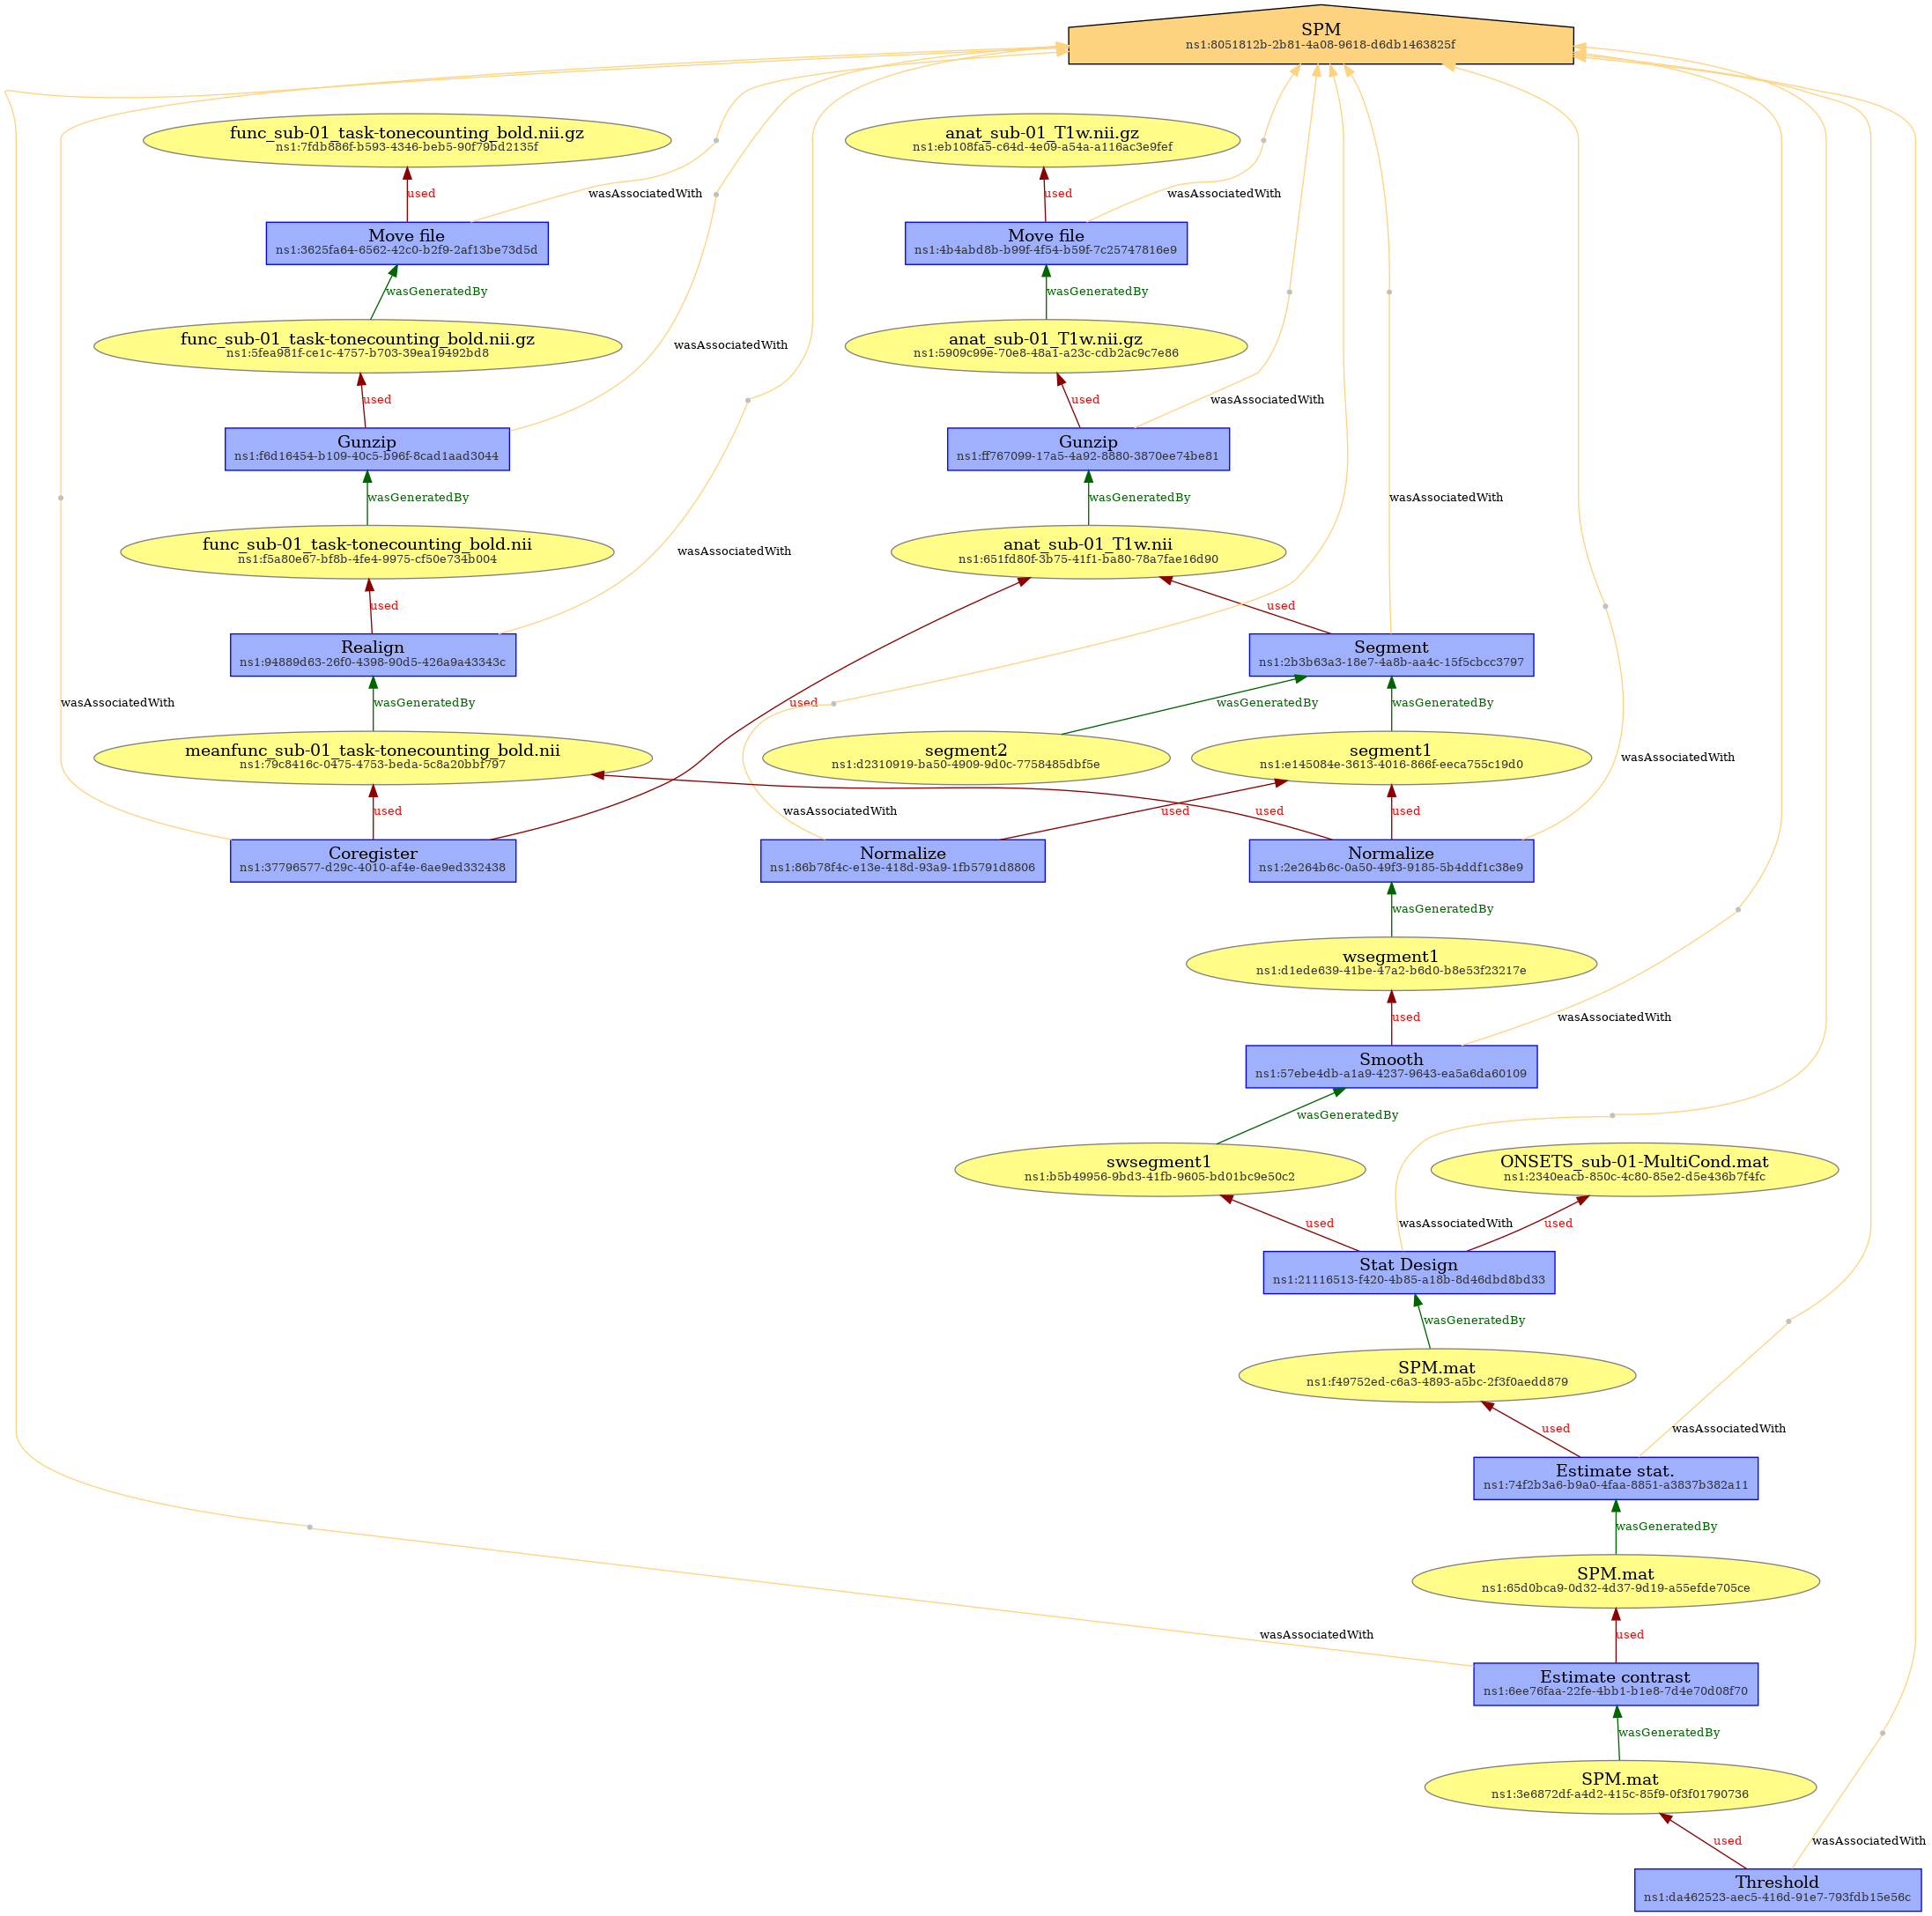 SPM
ns1:8051812b-2b81-4a08-9618-d6db1463825f
func_sub-01_task-tonecounting_bold.nii.gz
ns1:7fdb886f-b593-4346-beb5-90f79bd2135f
anat_sub-01_T1w.nii.gz
ns1:eb108fa5-c64d-4e09-a54a-a116ac3e9fef
used
wasAssociatedWith
used
wasAssociatedWith
Move file
ns1:3625fa64-6562-42c0-b2f9-2af13be73d5d
Move file
ns1:4b4abd8b-b99f-4f54-b59f-7c25747816e9
wasGeneratedBy
wasGeneratedBy
func_sub-01_task-tonecounting_bold.nii.gz
ns1:5fea981f-ce1c-4757-b703-39ea19492bd8
wasAssociatedWith
anat_sub-01_T1w.nii.gz
ns1:5909c99e-70e8-48a1-a23c-cdb2ac9c7e86
used
used
wasAssociatedWith
Gunzip
ns1:f6d16454-b109-40c5-b96f-8cad1aad3044
Gunzip
ns1:ff767099-17a5-4a92-8880-3870ee74be81
wasGeneratedBy
wasGeneratedBy
wasAssociatedWith
func_sub-01_task-tonecounting_bold.nii
ns1:f5a80e67-bf8b-4fe4-9975-cf50e734b004
wasAssociatedWith
anat_sub-01_T1w.nii
ns1:651fd80f-3b75-41f1-ba80-78a7fae16d90
used
used
Realign
ns1:94889d63-26f0-4398-90d5-426a9a43343c
Segment
ns1:2b3b63a3-18e7-4a8b-aa4c-15f5cbcc3797
wasAssociatedWith
wasGeneratedBy
used
wasGeneratedBy
wasGeneratedBy
meanfunc_sub-01_task-tonecounting_bold.nii
ns1:79c8416c-0475-4753-beda-5c8a20bbf797
segment2
ns1:d2310919-ba50-4909-9d0c-7758485dbf5e
segment1
ns1:e145084e-3613-4016-866f-eeca755c19d0
wasAssociatedWith
used
wasAssociatedWith
used
used
used
Coregister
ns1:37796577-d29c-4010-af4e-6ae9ed332438
Normalize
ns1:86b78f4c-e13e-418d-93a9-1fb5791d8806
Normalize
ns1:2e264b6c-0a50-49f3-9185-5b4ddf1c38e9
wasGeneratedBy
wsegment1
ns1:d1ede639-41be-47a2-b6d0-b8e53f23217e
used
wasAssociatedWith
Smooth
ns1:57ebe4db-a1a9-4237-9643-ea5a6da60109
wasGeneratedBy
swsegment1
ns1:b5b49956-9bd3-41fb-9605-bd01bc9e50c2
ONSETS_sub-01-MultiCond.mat
ns1:2340eacb-850c-4c80-85e2-d5e436b7f4fc
used
wasAssociatedWith
used
Stat Design
ns1:21116513-f420-4b85-a18b-8d46dbd8bd33
wasGeneratedBy
SPM.mat
ns1:f49752ed-c6a3-4893-a5bc-2f3f0aedd879
used
wasAssociatedWith
Estimate stat.
ns1:74f2b3a6-b9a0-4faa-8851-a3837b382a11
wasGeneratedBy
SPM.mat
ns1:65d0bca9-0d32-4d37-9d19-a55efde705ce
wasAssociatedWith
used
Estimate contrast
ns1:6ee76faa-22fe-4bb1-b1e8-7d4e70d08f70
wasGeneratedBy
SPM.mat
ns1:3e6872df-a4d2-415c-85f9-0f3f01790736
used
wasAssociatedWith
Threshold
ns1:da462523-aec5-416d-91e7-793fdb15e56c